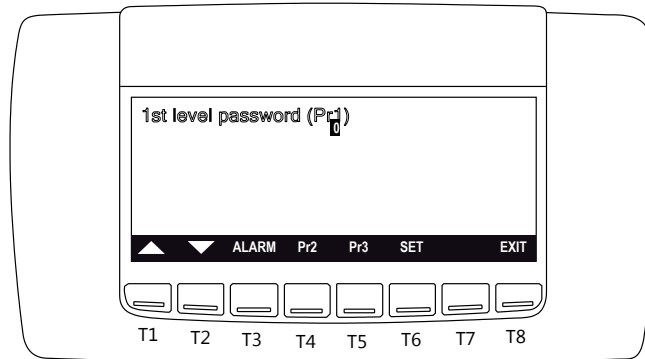 1st level password (Pr1)
0
ALARM Pr2 Pr3 SET EXIT
T1 T2 T3 T4 T5 T6 T7 T8